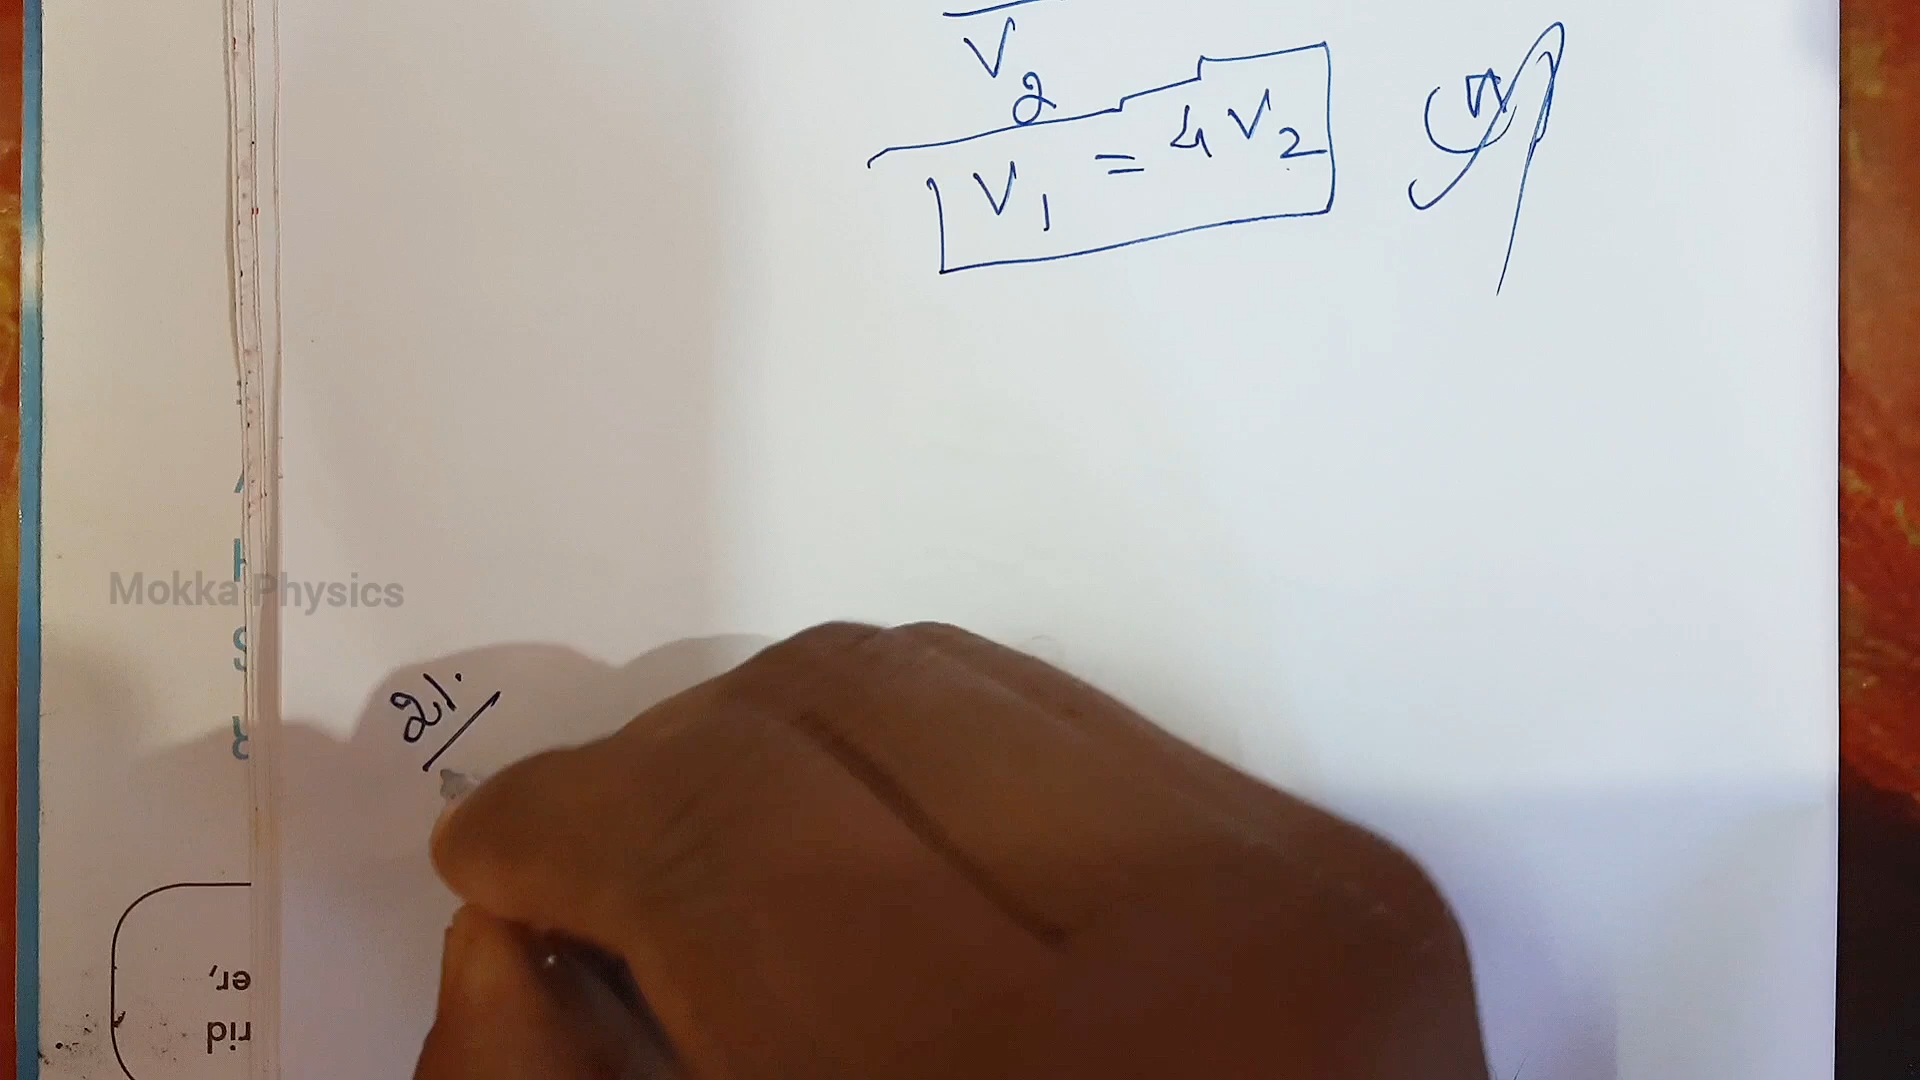 V2
V1 = 4V2
Mokka Physics
21.
er,
rid